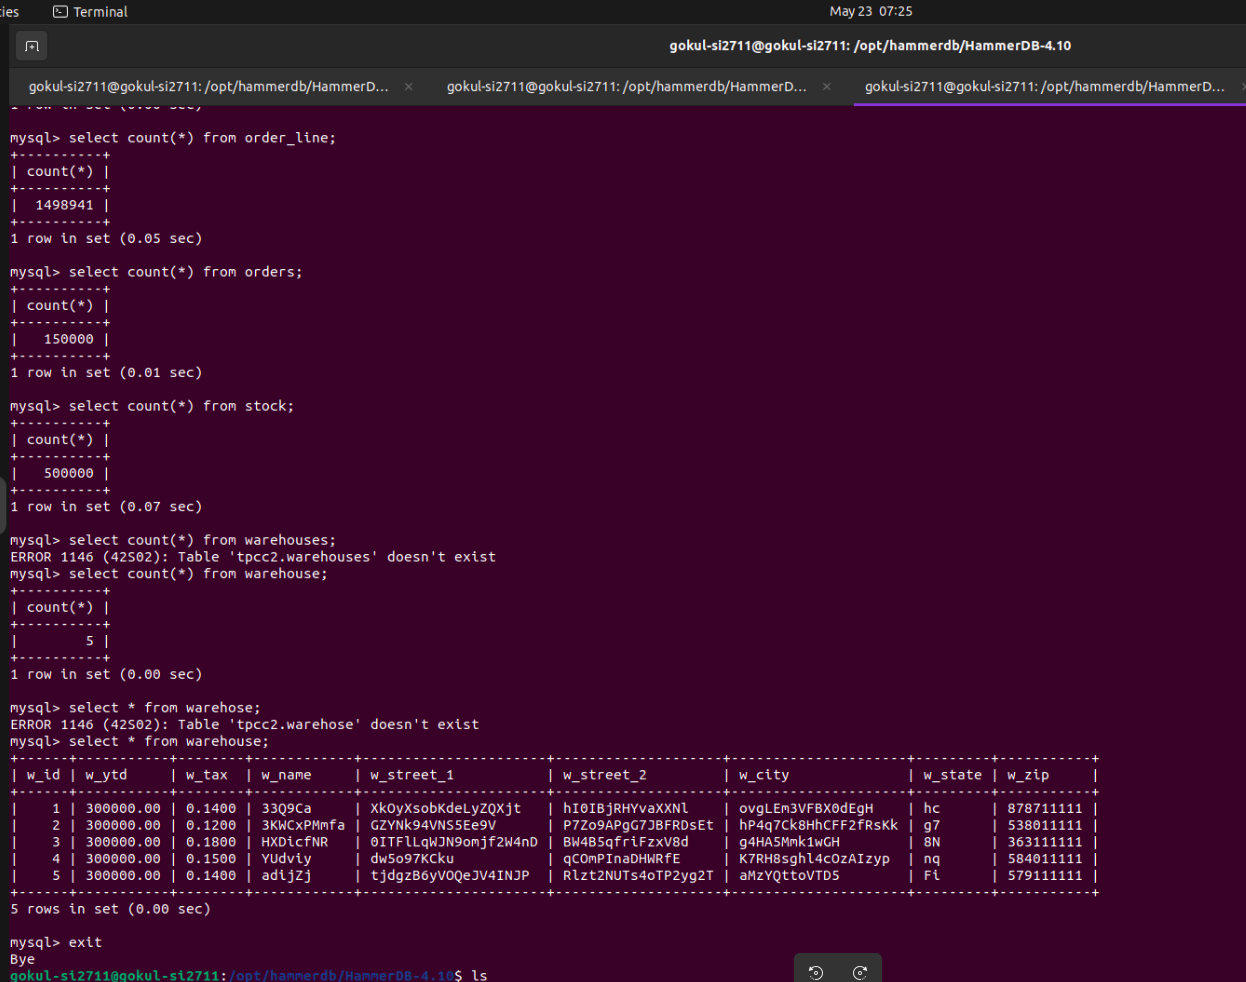 ies Terminal May 23 07:25
gokul-si2711@gokul-si2711: /opt/hammerdb/HammerDB-4.10
gokul-si2711@gokul-si2711: /opt/hammerdb/HammerD... × gokul-si2711@gokul-si2711: /opt/hammerdb/HammerD... × gokul-si2711@gokul-si2711: /opt/hammerdb/HammerD... ×
1 row in set (0.00 sec)
mysql> select count(*) from order_line;
+----------+
| count(*) |
+----------+
|  1498941 |
+----------+
1 row in set (0.05 sec)
mysql> select count(*) from orders;
+----------+
| count(*) |
+----------+
|   150000 |
+----------+
1 row in set (0.01 sec)
mysql> select count(*) from stock;
+----------+
| count(*) |
+----------+
|   500000 |
+----------+
1 row in set (0.07 sec)
mysql> select count(*) from warehouses;
ERROR 1146 (42S02): Table 'tpcc2.warehouses' doesn't exist
mysql> select count(*) from warehouse;
+----------+
| count(*) |
+----------+
|        5 |
+----------+
1 row in set (0.00 sec)
mysql> select * from warehose;
ERROR 1146 (42S02): Table 'tpcc2.warehose' doesn't exist
mysql> select * from warehouse;
+------+-----------+--------+-----------+----------------------+--------------------+---------------------+---------+-----------+
| w_id | w_ytd     | w_tax  | w_name    | w_street_1           | w_street_2         | w_city              | w_state | w_zip     |
+------+-----------+--------+-----------+----------------------+--------------------+---------------------+---------+-----------+
|    1 | 300000.00 | 0.1400 | 33Q9Ca    | XkOyXsobKdeLyZQXjt   | hI0IBjRHYvaXXNl    | ovgLEm3VFBX0dEgH    | hc      | 878711111 |
|    2 | 300000.00 | 0.1200 | 3KWCxPMmfa | GZYNk94VNS5Ee9V      | P7Zo9APgG7JBFRDsEt | hP4q7Ck8HhCFF2fRsKk | g7      | 538011111 |
|    3 | 300000.00 | 0.1800 | HXDicfNR  | 0ITFlLqWJN9omjf2W4nD | BW4B5qfriFzxV8d    | g4HA5Mmk1wGH        | 8N      | 363111111 |
|    4 | 300000.00 | 0.1500 | YUdviy    | dw5o97KCku           | qCOmPInaDHWRfE     | K7RH8sghl4cOzAIzyp  | nq      | 584011111 |
|    5 | 300000.00 | 0.1400 | adijZj    | tjdgzB6yVOQeJV4INJP  | Rlzt2NUTs4oTP2yg2T | aMzYQttoVTD5        | Fi      | 579111111 |
+------+-----------+--------+-----------+----------------------+--------------------+---------------------+---------+-----------+
5 rows in set (0.00 sec)
mysql> exit
Bye
gokul-si2711@gokul-si2711:/opt/hammerdb/HammerDB-4.10$ ls